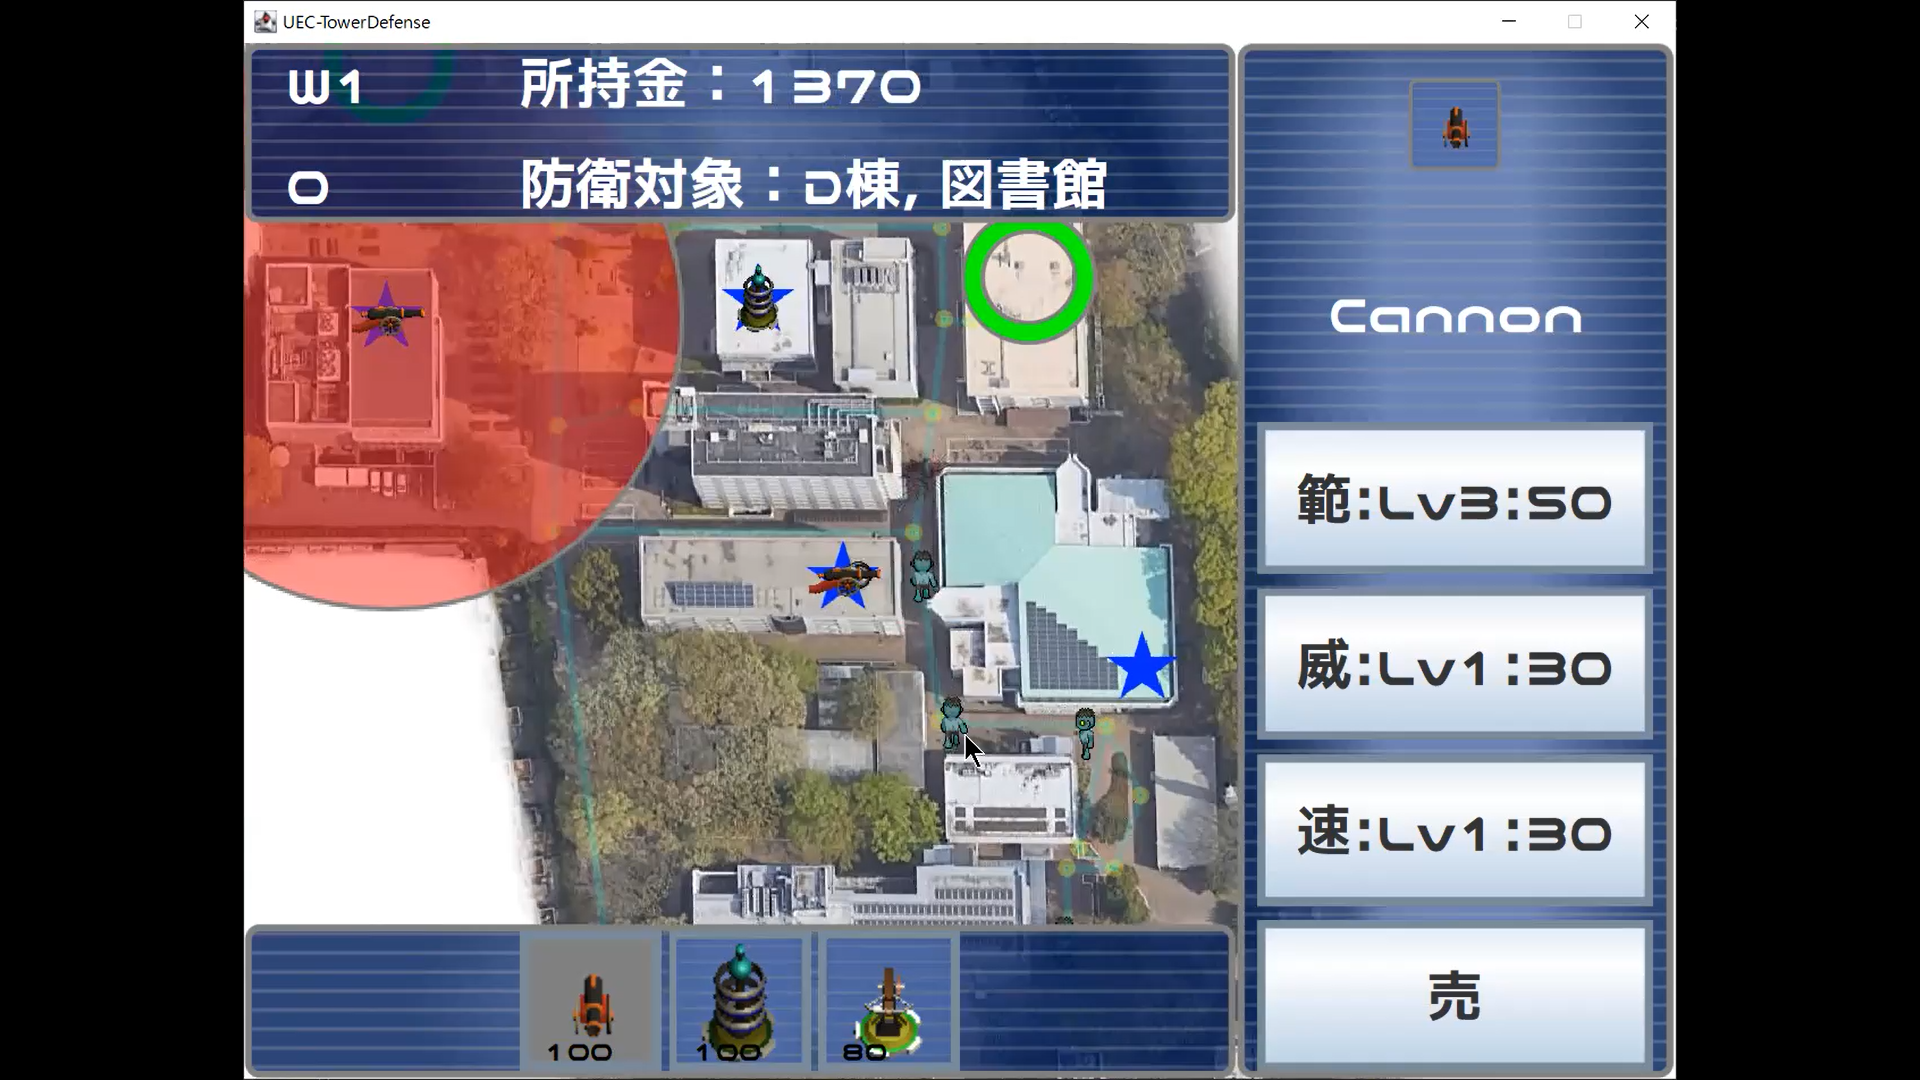 UEC-TowerDefense
W1 所持金：1370
0 防衛対象：D棟, 図書館
Cannon
範:Lv3:50
威:Lv1:30
速:Lv1:30
売
100
100
80